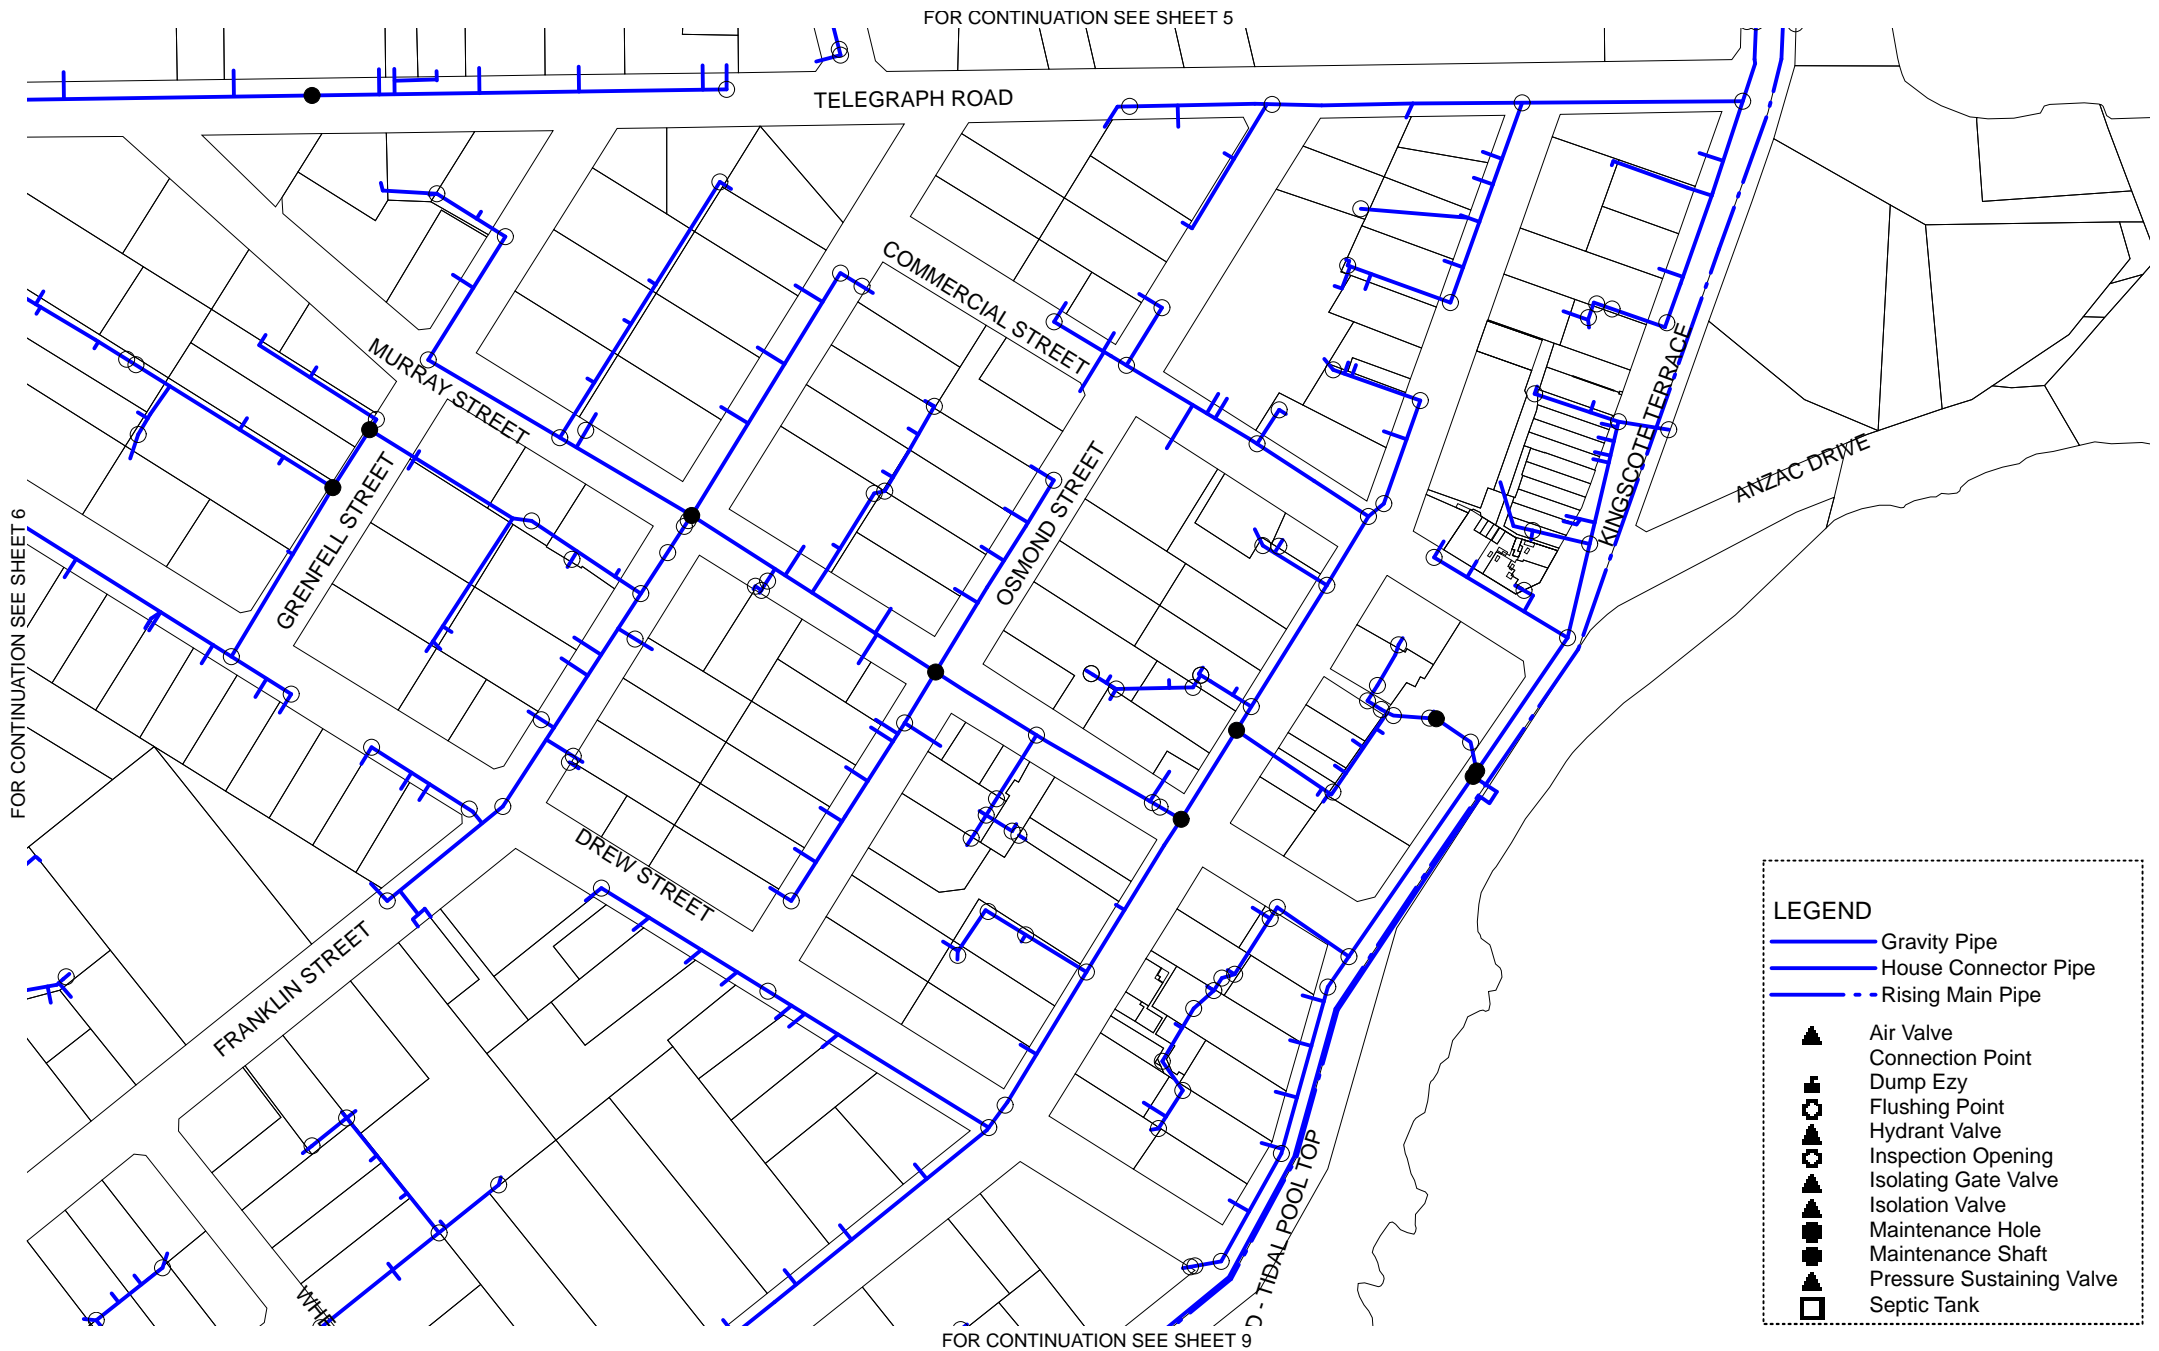 FOR CONTINUATION SEE SHEET 5
TELEGRAPH ROAD
COMMERCIAL STREET
MURRAY STREET
KINGSCOTE TERRACE
ANZAC DRIVE
OSMOND STREET
GRENFELL STREET
FOR CONTINUATION SEE SHEET 6
DREW STREET
FRANKLIN STREET
LEGEND
Gravity Pipe
House Connector Pipe
Rising Main Pipe
Air Valve
Connection Point
Dump Ezy
Flushing Point
Hydrant Valve
Inspection Opening
Isolating Gate Valve
Isolation Valve
Maintenance Hole
Maintenance Shaft
Pressure Sustaining Valve
Septic Tank
D - TIDAL POOL TOP
FOR CONTINUATION SEE SHEET 9